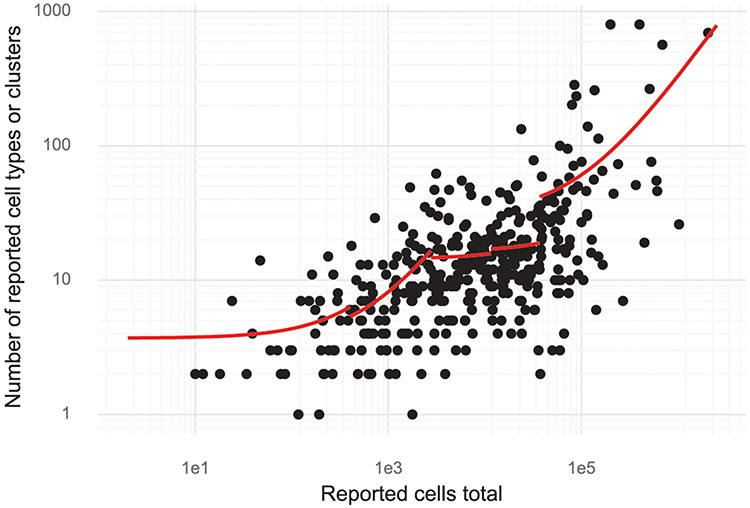 Number of reported cell types or clusters
1000
100
10
1
1e1
1e3
1e5
Reported cells total